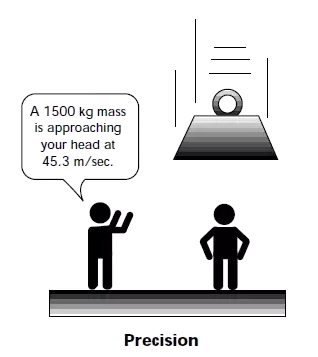 A 1500 kg mass
is approaching
your head at
45.3 m/sec.
Precision